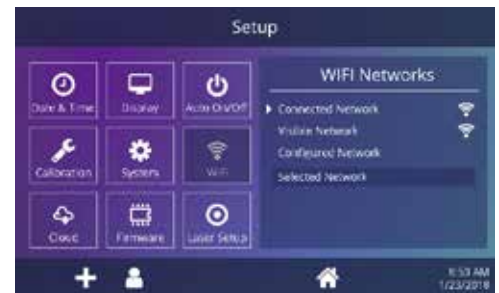 Setup
Date & Time
Display
Auto On/Off
WIFI Networks
Connected Network
Visible Network
Configured Network
Selected Network
Calibration
System
WiFi
Cloud
Firmware
Laser Setup
8:53 AM
1/23/2018